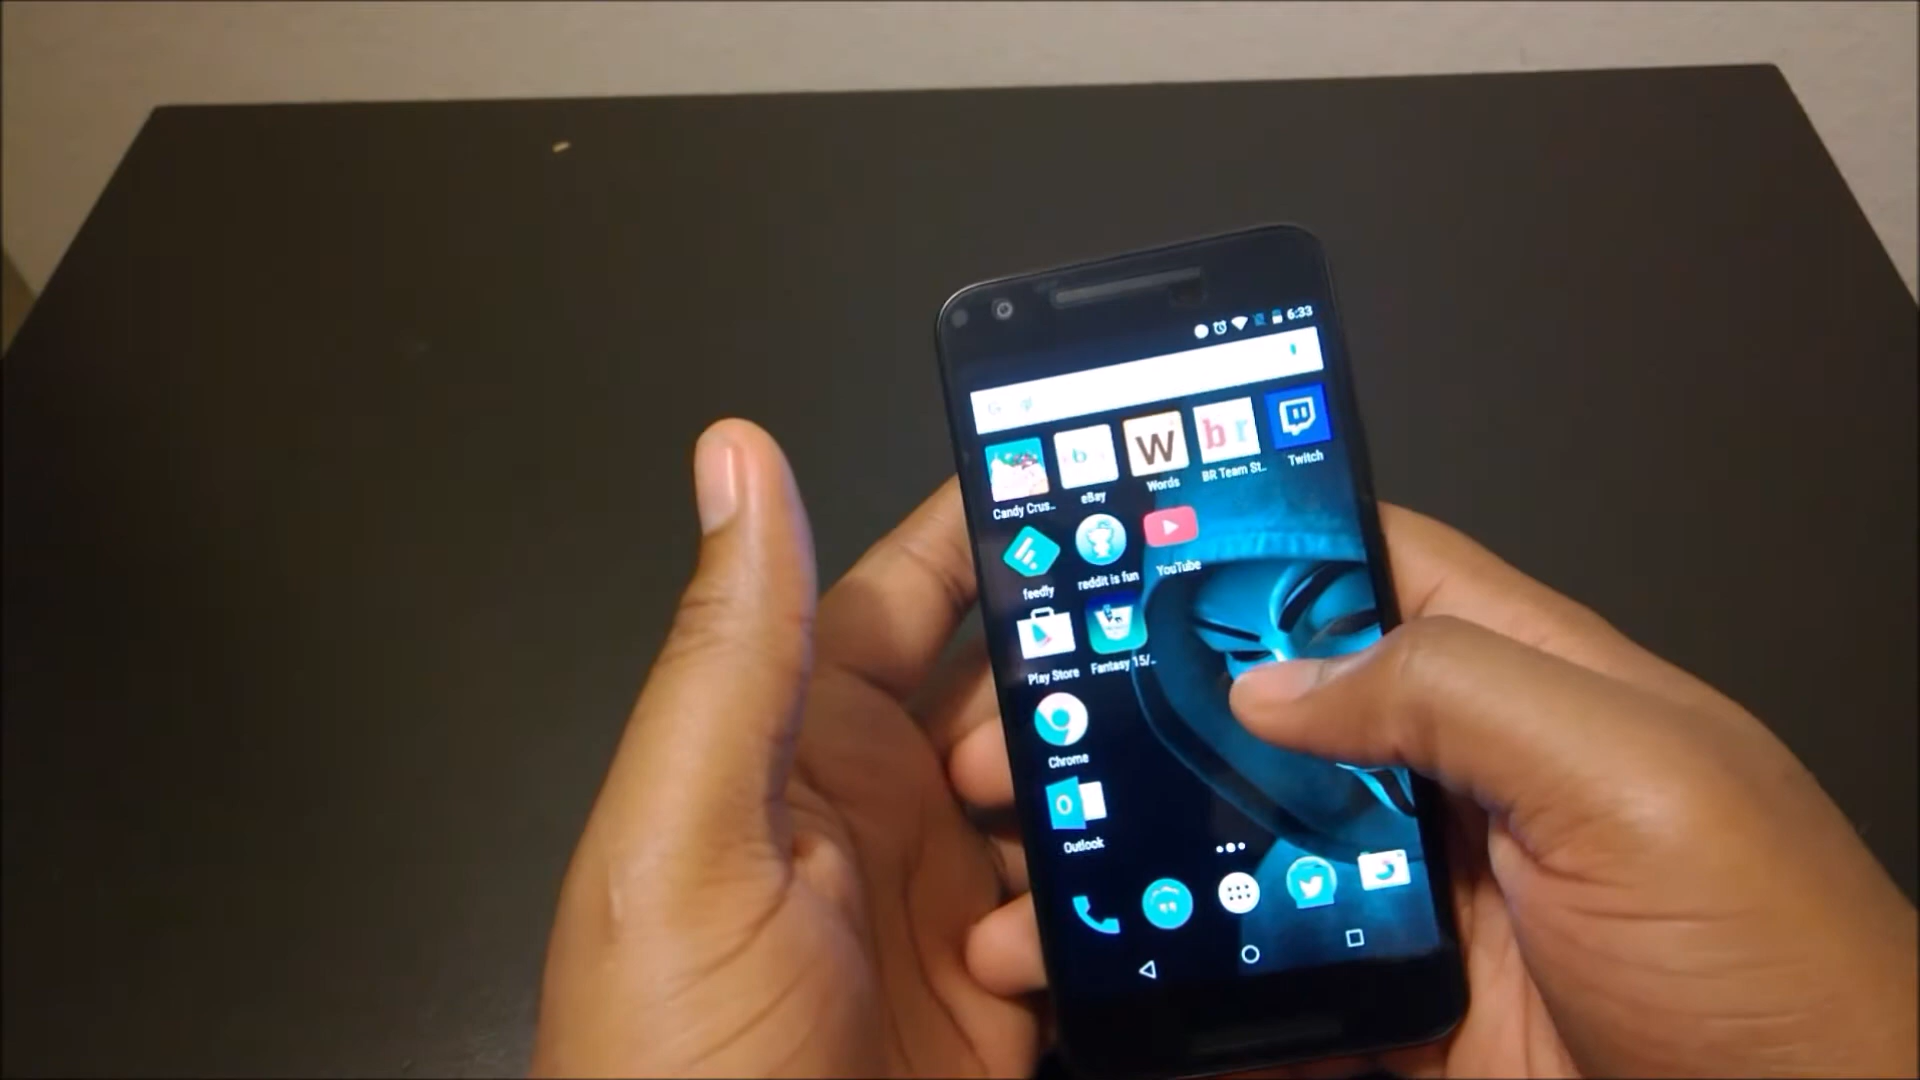 6:33
Candy Crus..
eBay
Words
BR Team St..
Twitch
feedly
reddit is fun
YouTube
Play Store
Fantasy 15/..
Chrome
Outlook
W
b r